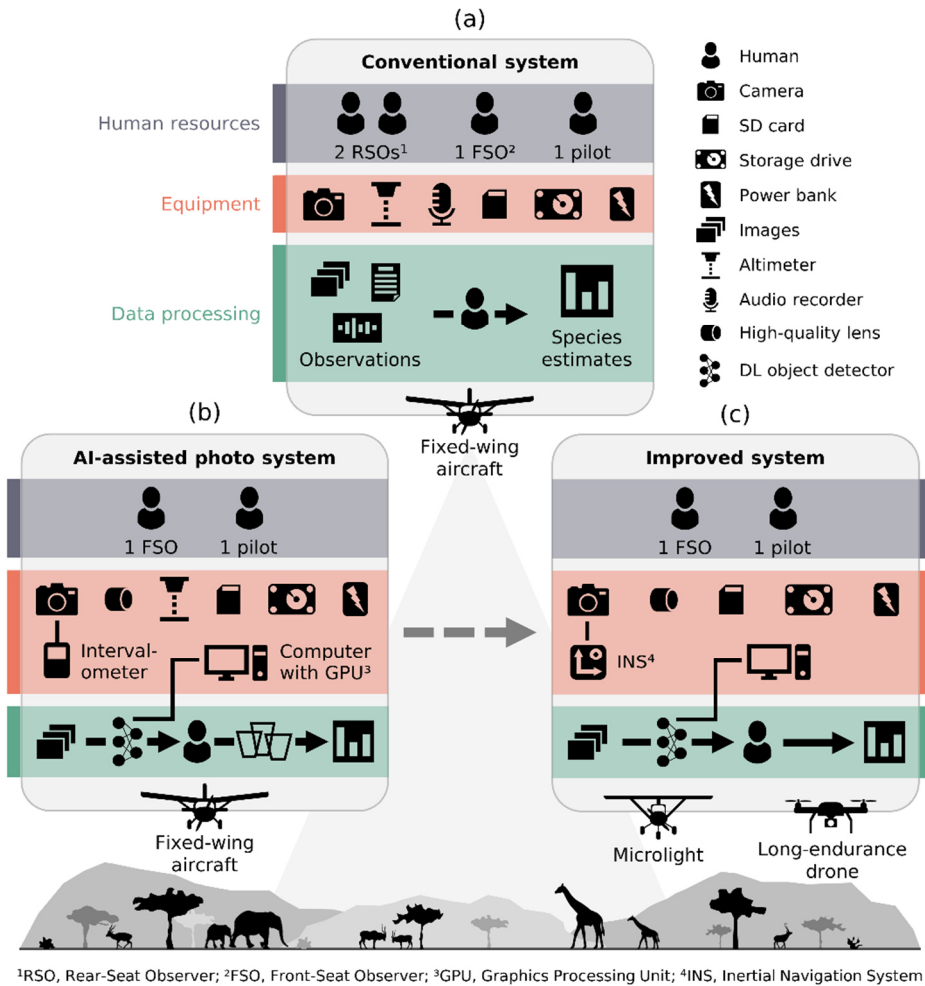 (a)
Conventional system
Human resources
2 RSOs¹
1 FSO²
1 pilot
Equipment
Data processing
Observations
Species
estimates
Fixed-wing
aircraft
Human
Camera
SD card
Storage drive
Power bank
Images
Altimeter
Audio recorder
High-quality lens
DL object detector
(b)
AI-assisted photo system
1 FSO
1 pilot
Interval-
ometer
Computer
with GPU³
Fixed-wing
aircraft
(c)
Improved system
1 FSO
1 pilot
INS⁴
Microlight
Long-endurance
drone
¹RSO, Rear-Seat Observer; ²FSO, Front-Seat Observer; ³GPU, Graphics Processing Unit; ⁴INS, Inertial Navigation System